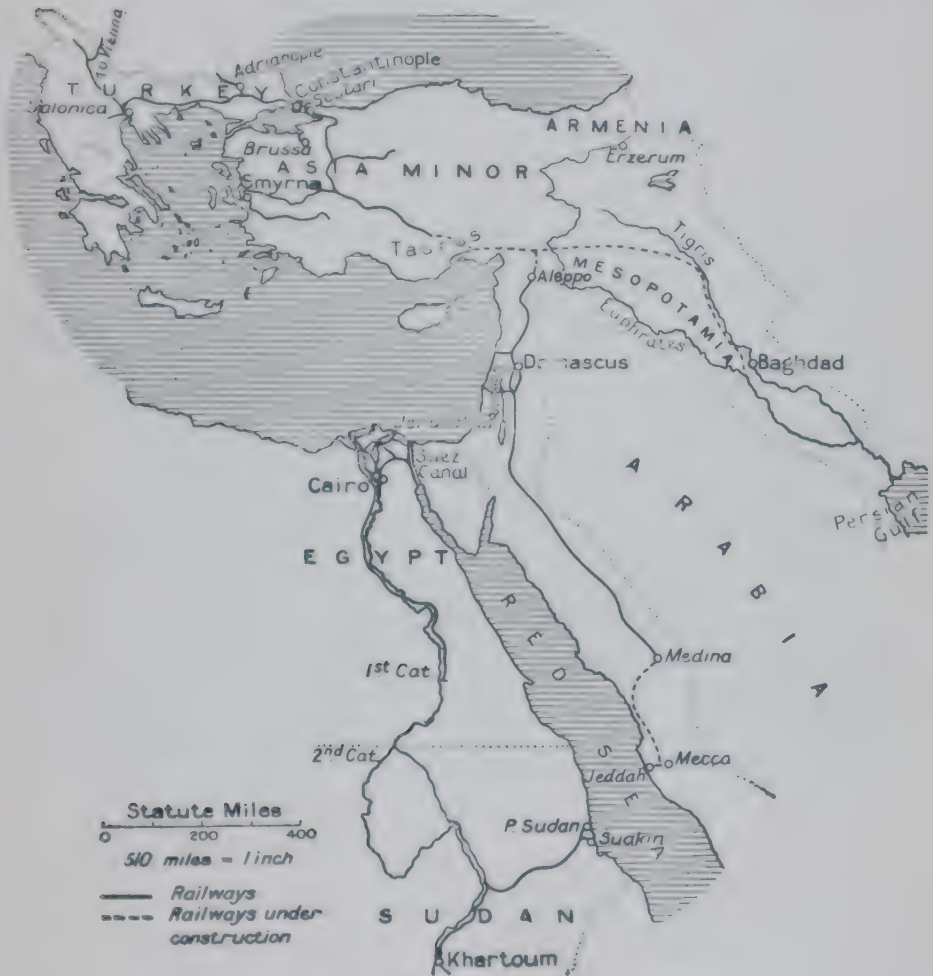 To Vienna
Adrianople
Constantinople
Scutari
TURKEY
Salonica
ARMENIA
Erzerum
Brussa
ASIA MINOR
Smyrna
Taurus
Tigris
Aleppo
MESOPOTAMIA
Euphrates
Damascus
Baghdad
Suez
Canal
Cairo
ARABIA
Persian
Gulf
EGYPT
RED SEA
1st Cat.
Medina
2nd Cat.
Mecca
Jeddah
Statute Miles
0 200 400
510 miles = 1 inch
P. Sudan
Suakin
Railways
Railways under
construction
SUDAN
Khartoum